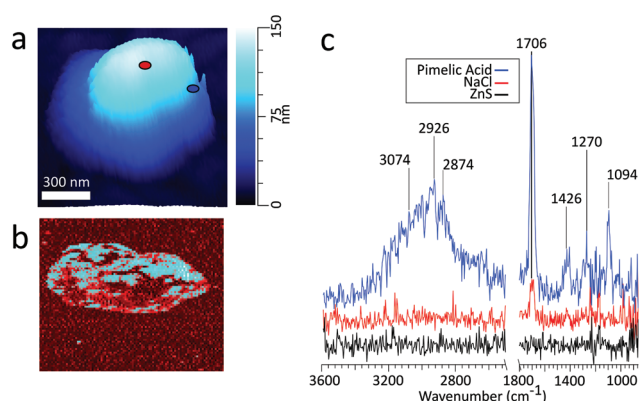 a
300 nm
150
75
0
nm
b
c
Pimelic Acid
NaCl
ZnS
1706
2926
3074
2874
1270
1426
1094
3600
3200
2800
1800
1400
1000
Wavenumber (cm-1)